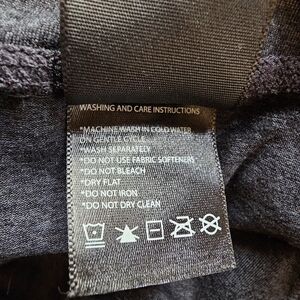 WASHING AND CARE INSTRUCTIONS
*MACHINE WASH IN COLD WATER
ON GENTLE CYCLE
*WASH SEPARATELY
*DO NOT USE FABRIC SOFTENERS
*DO NOT BLEACH
*DRY FLAT
*DO NOT IRON
*DO NOT DRY CLEAN